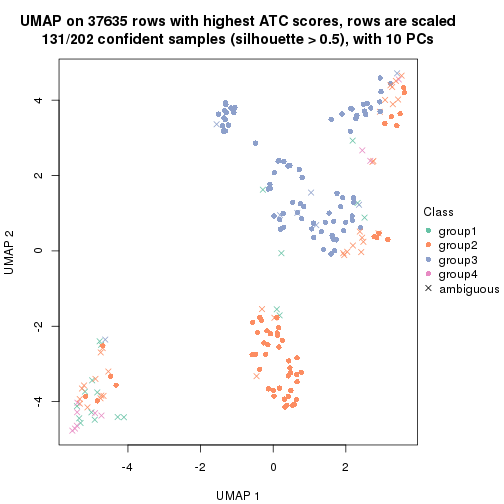 UMAP on 37635 rows with highest ATC scores, rows are scaled
131/202 confident samples (silhouette > 0.5), with 10 PCs
4
2
0
-2
-4
UMAP 2
-4
-2
0
2
UMAP 1
Class
group1
group2
group3
group4
ambiguous